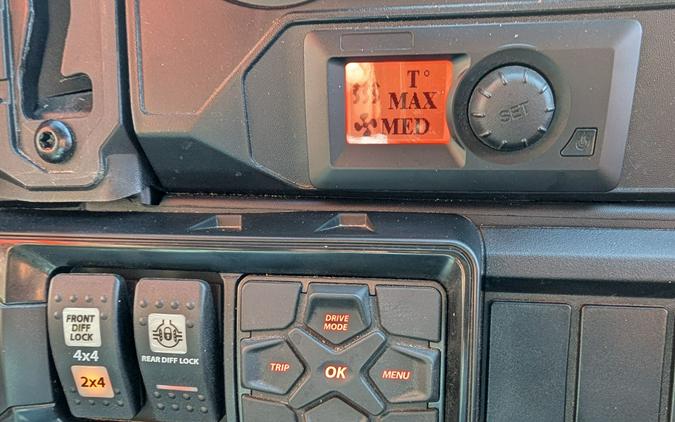 T°
MAX
MED
SET
FRONT
DIFF
LOCK
4x4
2x4
REAR DIFF LOCK
DRIVE
MODE
TRIP
OK
MENU